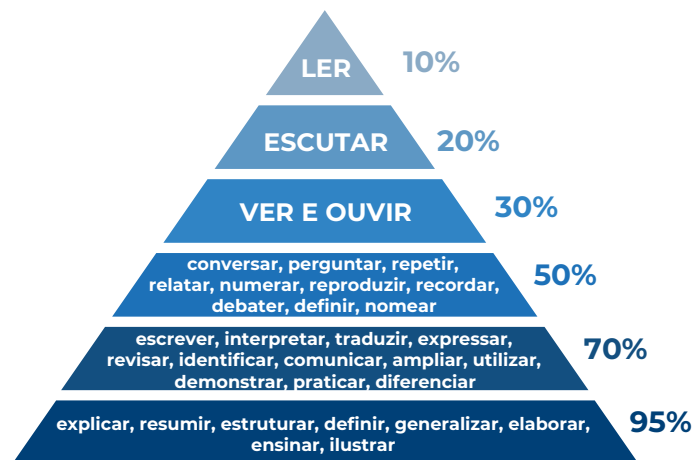 LER
10%
ESCUTAR
20%
VER E OUVIR
30%
conversar, perguntar, repetir,
relatar, numerar, reproduzir, recordar,
debater, definir, nomear
50%
escrever, interpretar, traduzir, expressar,
revisar, identificar, comunicar, ampliar, utilizar,
demonstrar, praticar, diferenciar
70%
explicar, resumir, estruturar, definir, generalizar, elaborar,
ensinar, ilustrar
95%